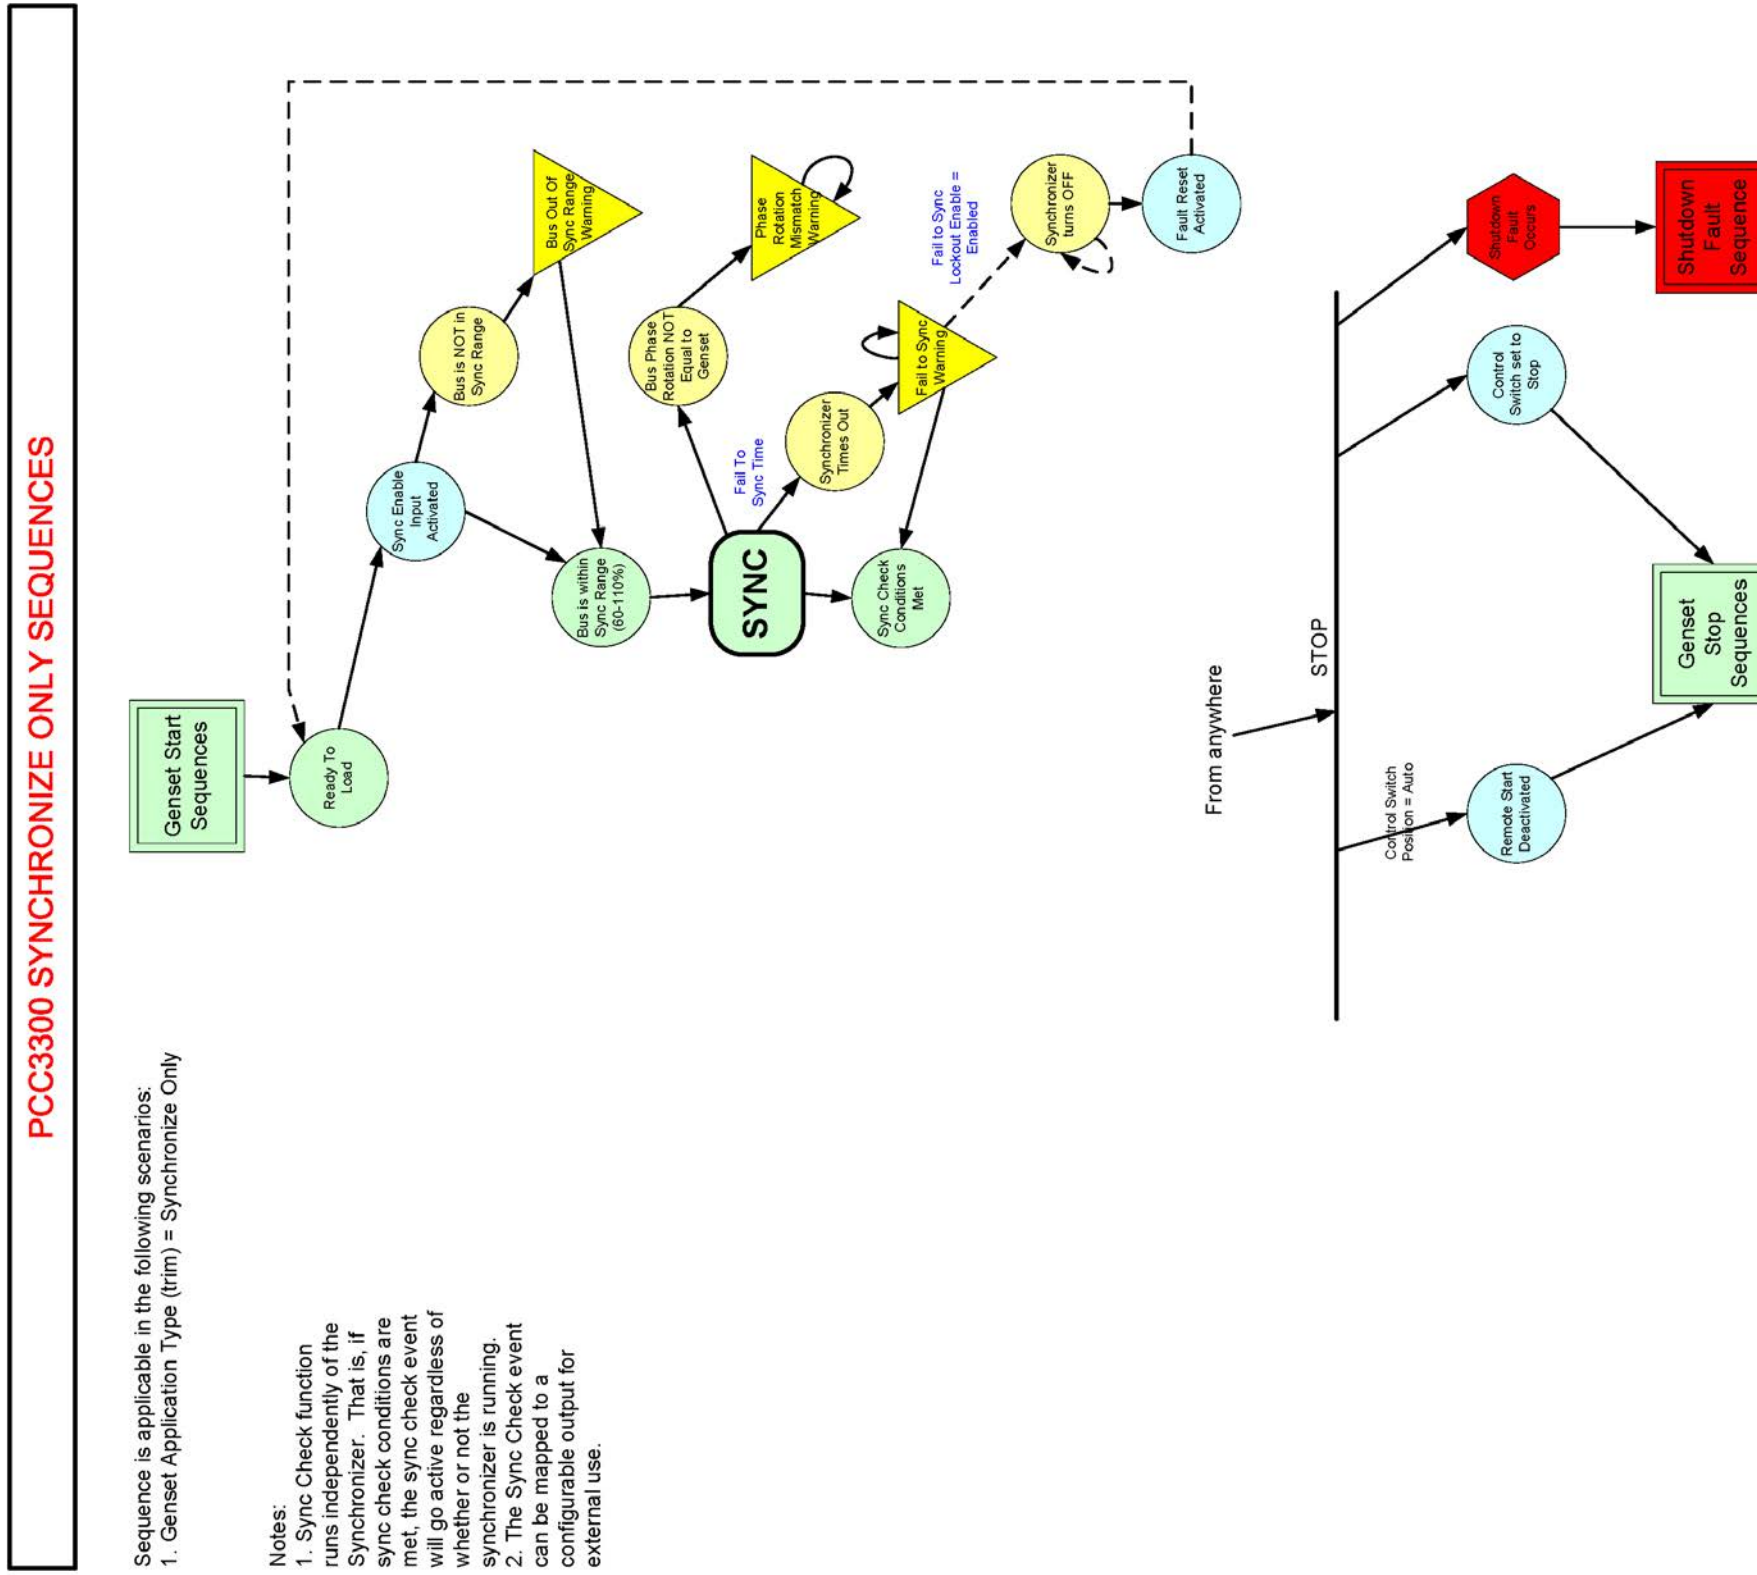 PCC3300 SYNCHRONIZE ONLY SEQUENCES
Sequence is applicable in the following scenarios:
1. Genset Application Type (trim) = Synchronize Only
Notes:
1. Sync Check function
runs independently of the
Synchronizer. That is, if
sync check conditions are
met, the sync check event
will go active regardless of
whether or not the
synchronizer is running.
2. The Sync Check event
can be mapped to a
configurable output for
external use.
Genset Start
Sequences
Ready To
Load
Sync Enable
Input
Activated
Bus is NOT in
Sync Range
Bus Out Of
Sync Range
Warning
Bus is within
Sync Range
(60-110%)
SYNC
Bus Phase
Rotation NOT
Equal to
Genset
Phase
Rotation
Mismatch
Warning
Fail To
Sync Time
Synchronizer
Times Out
Fail to Sync
Warning
Sync Check
Conditions
Met
Fail to Sync
Lockout Enable =
Enabled
Synchronizer
turns OFF
Fault Reset
Activated
From anywhere
STOP
Control Switch
Position = Auto
Remote Start
Deactivated
Control
Switch set to
Stop
Shutdown
Fault
Occurs
Genset
Stop
Sequences
Shutdown
Fault
Sequence